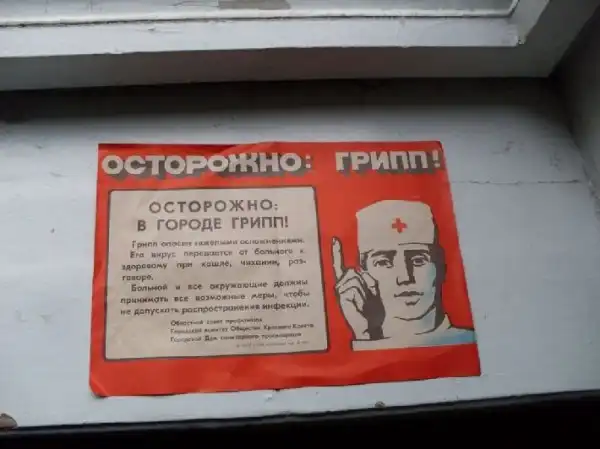 ОСТОРОЖНО: ГРИПП!
ОСТОРОЖНО:
В ГОРОДЕ ГРИПП!
Грипп опасен тяжелыми осложнениями.
Его вирус передается от больного к
здоровому при кашле, чихании, раз-
говоре.
Больной и все окружающие должны
принимать все возможные меры, чтобы
не допускать распространения инфекции.
Областной совет профсоюзов
Городской комитет Общества Красного Креста
Городской Дом санитарного просвещения